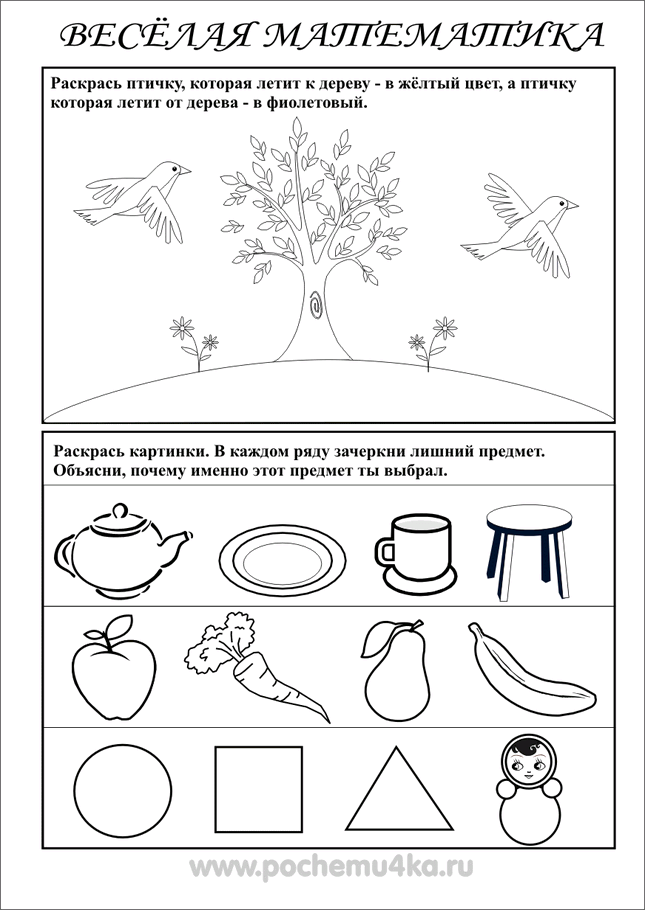 ВЕСЁЛАЯ МАТЕМАТИКА
Раскрась птичку, которая летит к дереву - в жёлтый цвет, а птичку
которая летит от дерева - в фиолетовый.
Раскрась картинки. В каждом ряду зачеркни лишний предмет.
Объясни, почему именно этот предмет ты выбрал.
www.pochemu4ka.ru